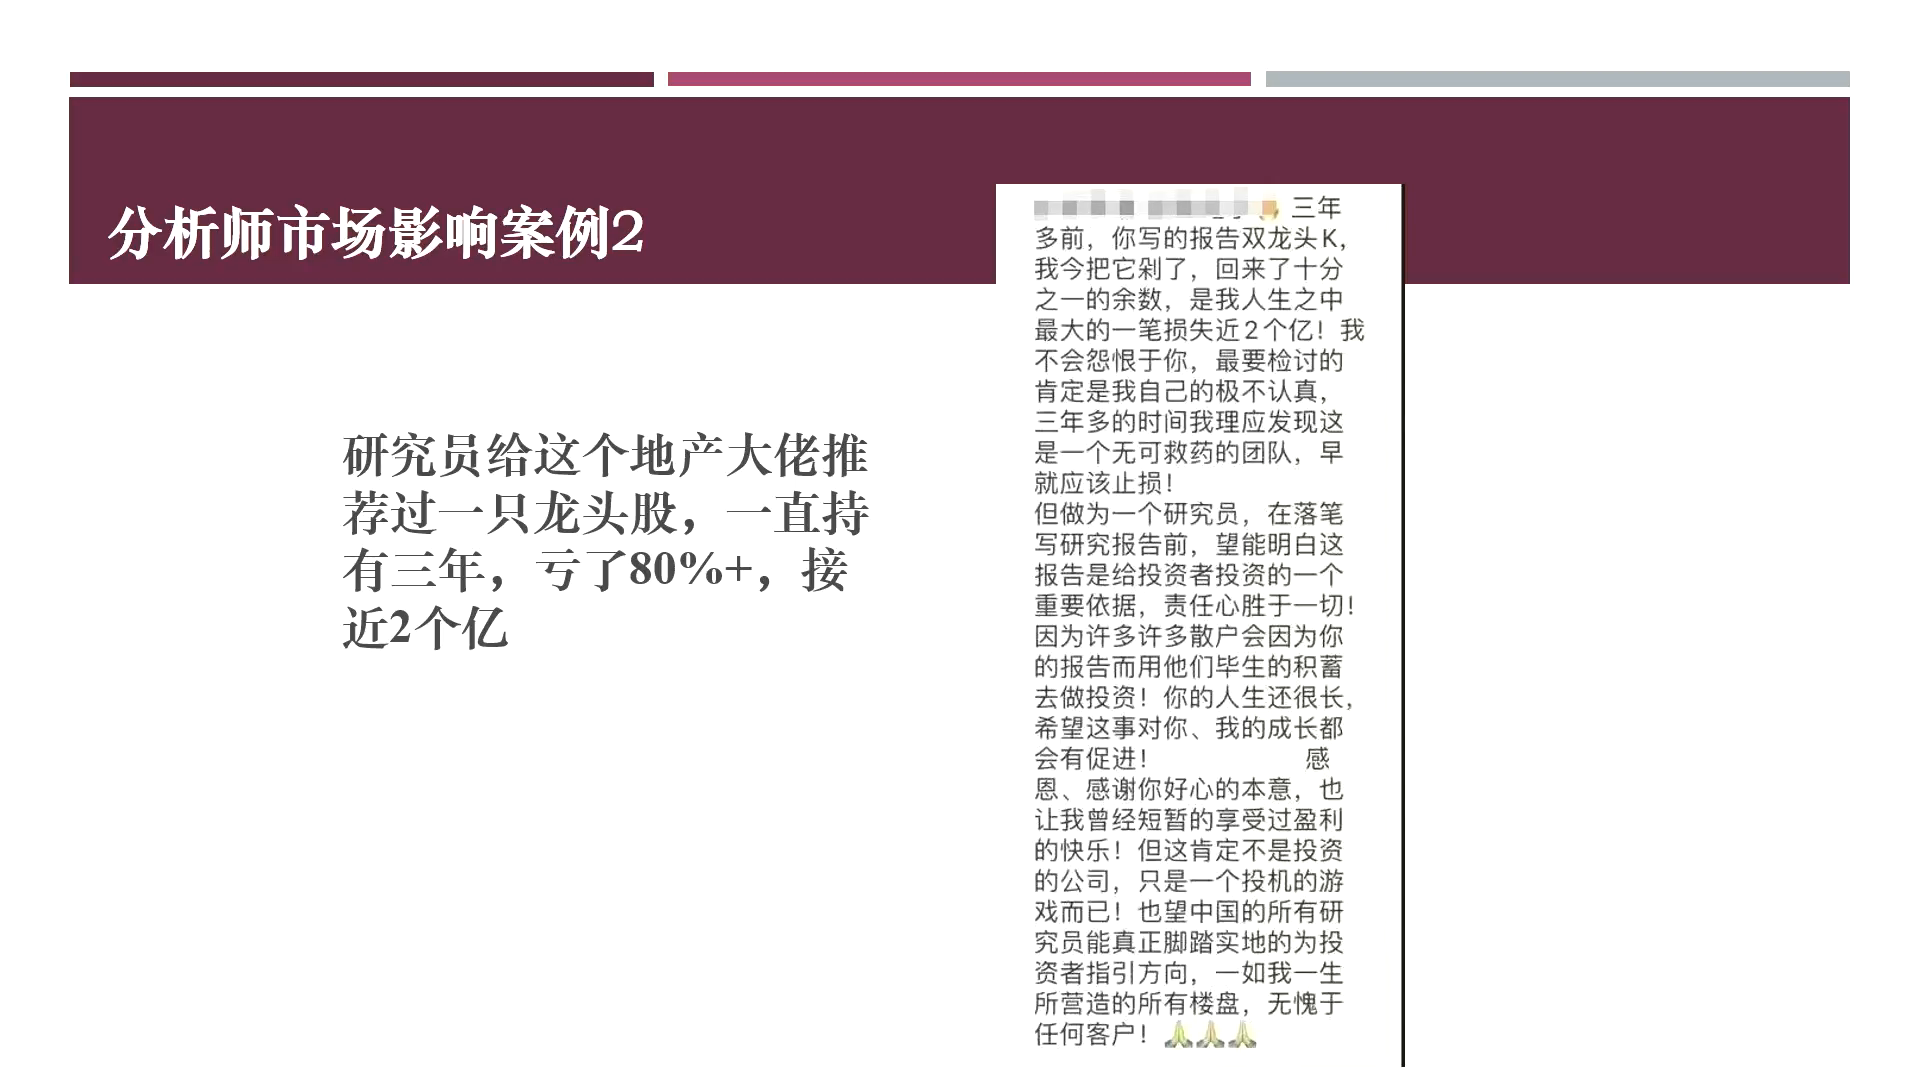 分析师市场影响案例2
研究员给这个地产大佬推
荐过一只龙头股，一直持
有三年，亏了80%+，接
近2个亿
三年
多前，你写的报告双龙头K，
我今把它剁了，回来了十分
之一的余数，是我人生之中
最大的一笔损失近2个亿！我
不会怨恨于你，最要检讨的
肯定是我自己的极不认真，
三年多的时间我理应发现这
是一个无可救药的团队，早
就应该止损！
但做为一个研究员，在落笔
写研究报告前，望能明白这
报告是给投资者投资的一个
重要依据，责任心胜于一切！
因为许多许多散户会因为你
的报告而用他们毕生的积蓄
去做投资！你的人生还很长，
希望这事对你、我的成长都
会有促进！ 感
恩、感谢你好心的本意，也
让我曾经短暂的享受过盈利
的快乐！但这肯定不是投资
的公司，只是一个投机的游
戏而已！也望中国的所有研
究员能真正脚踏实地的为投
资者指引方向，一如我一生
所营造的所有楼盘，无愧于
任何客户！🙏🙏🙏